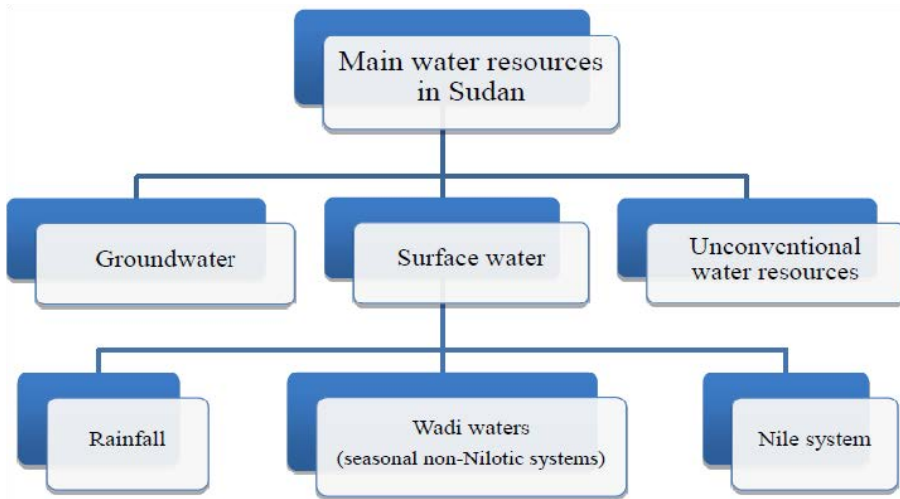 Main water resources
in Sudan
Groundwater
Surface water
Unconventional
water resources
Rainfall
Wadi waters
(seasonal non-Nilotic systems)
Nile system